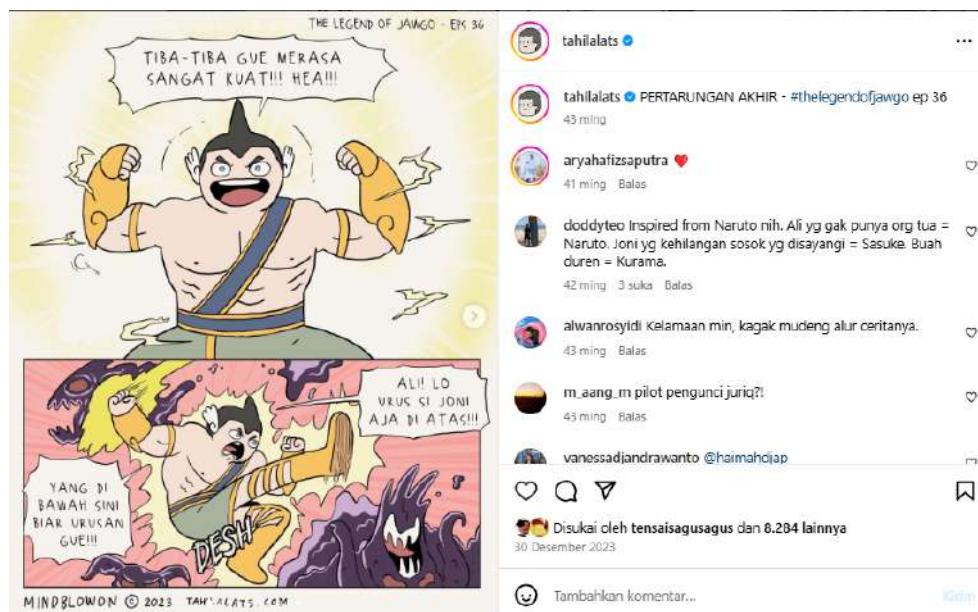 THE LEGEND OF JAWGO - EPS 36
TIBA-TIBA GUE MERASA
SANGAT KUAT!!! HEA!!!
ALI! LO
URUS SI JONI
AJA DI ATAS!!!
YANG DI
BAWAH SINI
BIAR URUSAN
GUE!!!
DESH
MINDBLOWON © 2023 TAHILALATS.COM
tahilalats
tahilalats PERTARUNGAN AKHIR - #thelegendofjawgo ep 36
43 ming
aryahafizsaputra ❤️
41 ming Balas
doddyteo Inspired from Naruto nih. Ali yg gak punya org tua =
Naruto. Joni yg kehilangan sosok yg disayangi = Sasuke. Buah
duren = Kurama.
42 ming 3 suka Balas
alwanrosyidi Kelamaan min, kagak mudeng alur ceritanya.
43 ming Balas
m_aang_m pilot pengunci juriq?!
43 ming Balas
vanessadjandrawanto @haimahdjap
Disukai oleh tensaisagusagus dan 8.284 lainnya
30 Desember 2023
Tambahkan komentar...
Kirim